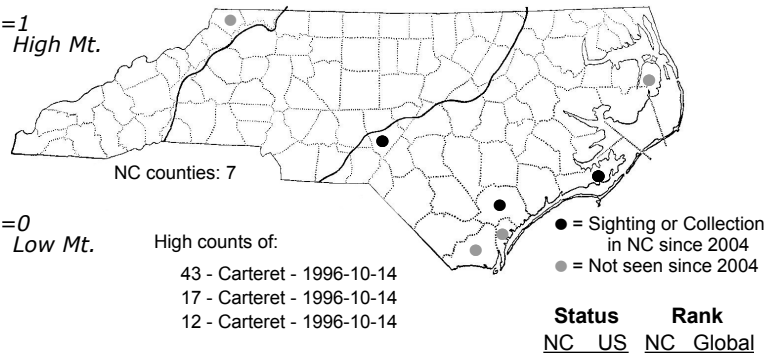 =1
High Mt.
NC counties: 7
=0
Low Mt.
High counts of:
43 - Carteret - 1996-10-14
17 - Carteret - 1996-10-14
12 - Carteret - 1996-10-14
= Sighting or Collection
in NC since 2004
= Not seen since 2004
Status Rank
NC US NC Global